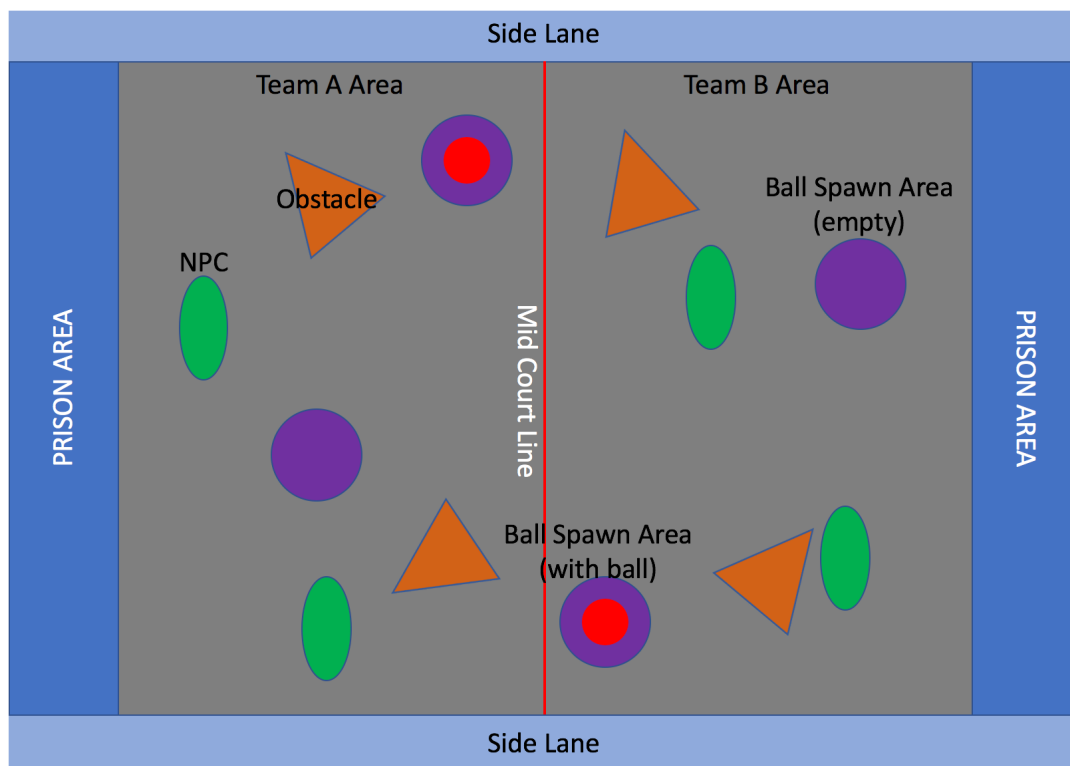 Side Lane
Team A Area
Team B Area
Obstacle
Ball Spawn Area
(empty)
NPC
PRISON AREA
Mid Court Line
PRISON AREA
Ball Spawn Area
(with ball)
Side Lane